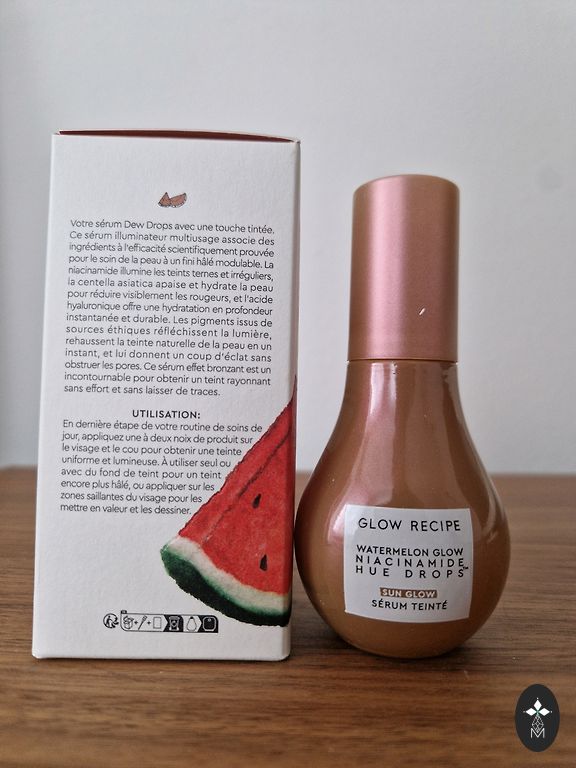 Votre sérum Dew Drops avec une touche tintée.
Ce sérum illuminateur multiusage associe des
ingrédients à l'efficacité scientifiquement prouvée
pour le soin de la peau à un fini hâlé modulable. La
niacinamide illumine les teints ternes et irréguliers,
la centella asiatica apaise et hydrate la peau
pour réduire visiblement les rougeurs, et l'acide
hyaluronique offre une hydratation en profondeur
instantanée et durable. Les pigments issus de
sources éthiques réfléchissent la lumière,
rehaussent la teinte naturelle de la peau en un
instant, et lui donnent un coup d'éclat sans
obstruer les pores. Ce sérum effet bronzant est un
incontournable pour obtenir un teint rayonnant
sans effort et sans laisser de traces.
UTILISATION:
En dernière étape de votre routine de soins de
jour, appliquez une à deux noix de produit sur
le visage et le cou pour obtenir une teinte
uniforme et lumineuse. À utiliser seul ou
avec du fond de teint pour un teint
encore plus hâlé, ou appliquer sur les
zones saillantes du visage pour les
mettre en valeur et les dessiner.
GLOW RECIPE
WATERMELON GLOW
NIACINAMIDE
HUE DROPS™
SUN GLOW
SÉRUM TEINTÉ
M